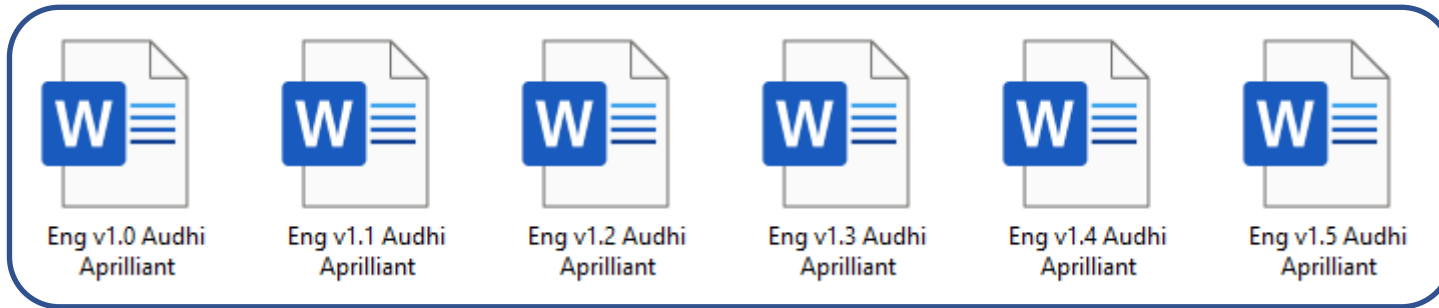 W W W W W W
Eng v1.0 Audhi Aprilliant
Eng v1.1 Audhi Aprilliant
Eng v1.2 Audhi Aprilliant
Eng v1.3 Audhi Aprilliant
Eng v1.4 Audhi Aprilliant
Eng v1.5 Audhi Aprilliant